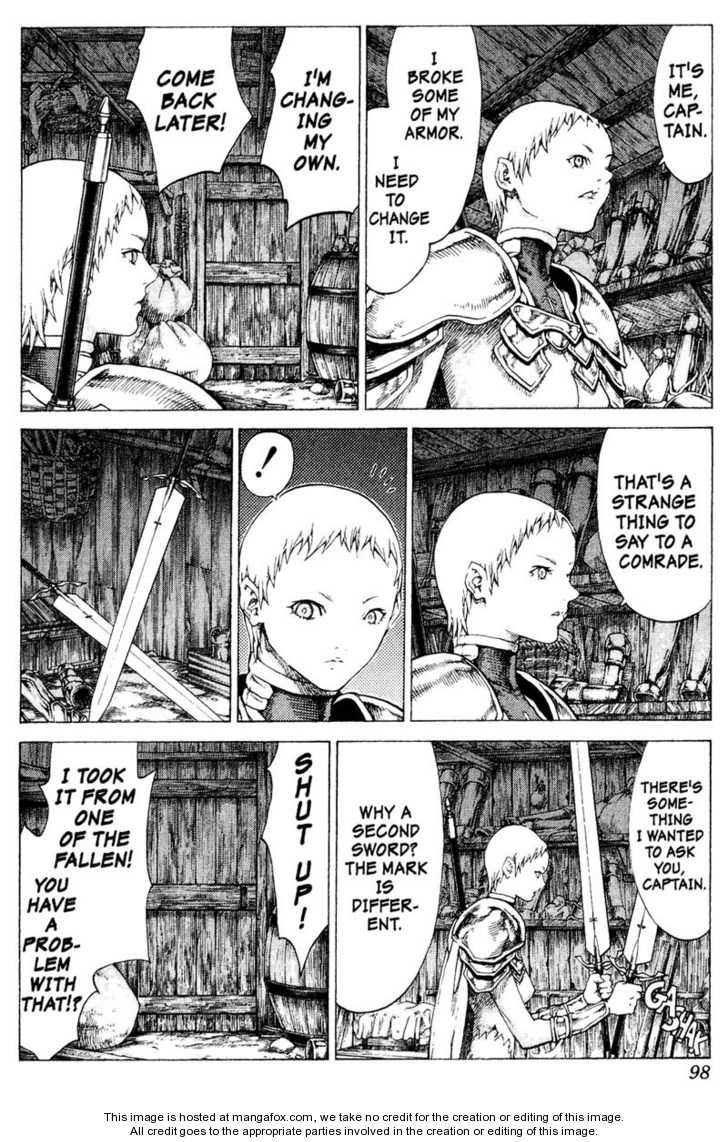 IT'S
ME,
CAP-
TAIN.
I
BROKE
SOME
OF MY
ARMOR.
I
NEED
TO
CHANGE
IT.
I'M
CHANG-
ING
MY
OWN.
COME
BACK
LATER!
THAT'S A
STRANGE
THING TO
SAY TO A
COMRADE.
!
THERE'S
SOME-
THING
I WANTED
TO ASK
YOU,
CAPTAIN.
WHY A
SECOND
SWORD?
THE MARK
IS
DIFFER-
ENT.
SHUT UP!
I TOOK
IT FROM
ONE
OF THE
FALLEN!
YOU
HAVE
A
PROB-
LEM
WITH
THAT!?
98
This image is hosted at mangafox.com, we take no credit for the creation or editing of this image.
All credit goes to the appropriate parties involved in the creation or editing of this image.